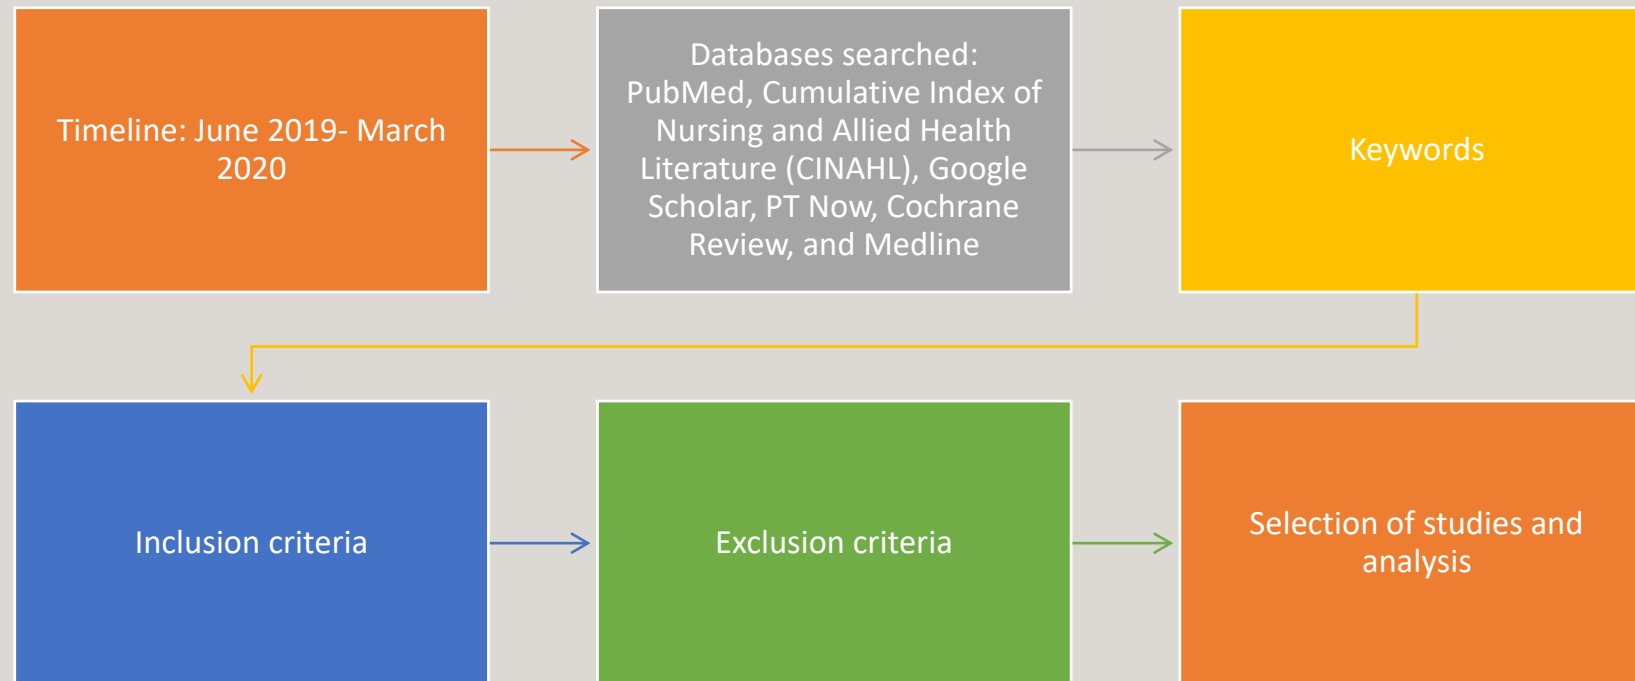 Timeline: June 2019- March
2020
Databases searched:
PubMed, Cumulative Index of
Nursing and Allied Health
Literature (CINAHL), Google
Scholar, PT Now, Cochrane
Review, and Medline
Keywords
Inclusion criteria
Exclusion criteria
Selection of studies and
analysis